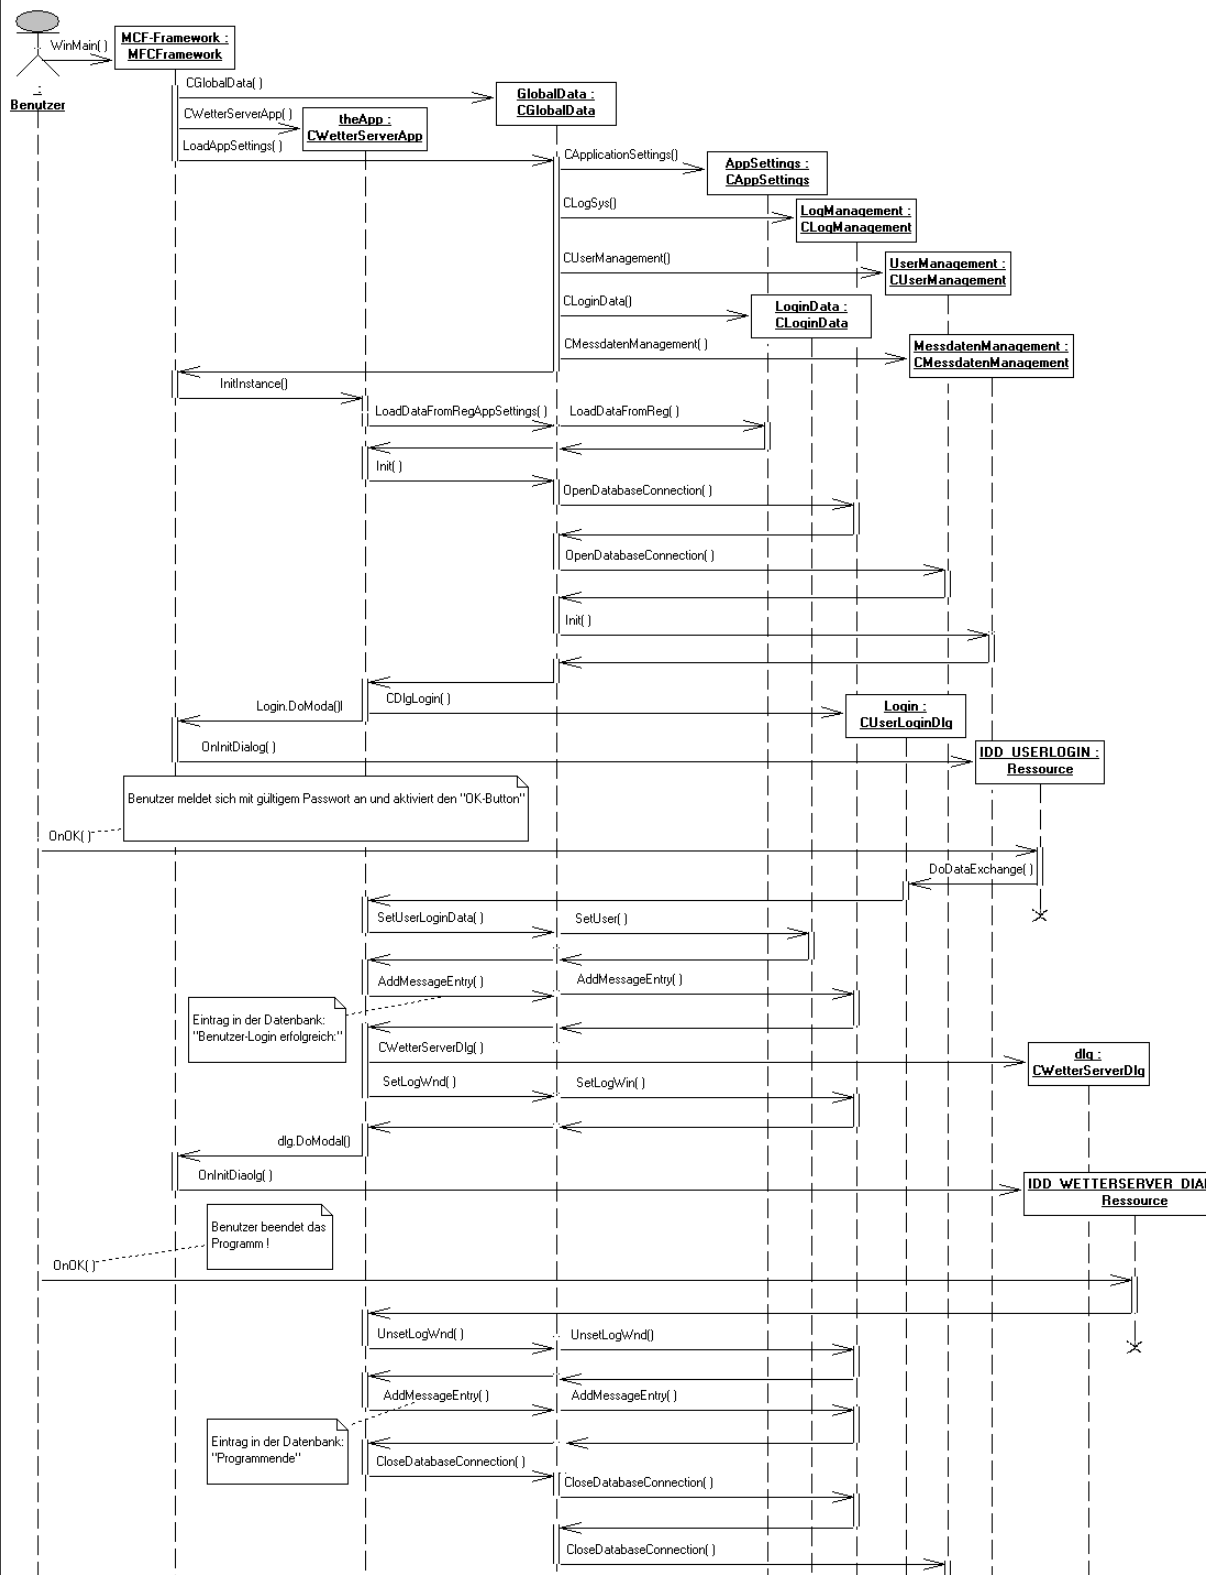 WinMain( )
MCF-Framework :
MFCFramework
:
Benutzer
CGlobalData( )
GlobalData :
CGlobalData
CWetterServerApp( )
theApp :
CWetterServerApp
LoadAppSettings( )
CApplicationSettings()
AppSettings :
CAppSettings
CLogSys()
LogManagement :
CLogManagement
CUserManagement()
UserManagement :
CUserManagement
CLoginData()
LoginData :
CLoginData
CMessdatenManagement( )
MessdatenManagement :
CMessdatenManagement
InitInstance()
LoadDataFromRegAppSettings( )
LoadDataFromReg( )
Init( )
OpenDatabaseConnection( )
OpenDatabaseConnection( )
Init( )
CDlgLogin( )
Login :
CUserLoginDlg
Login.DoModa()l
OnInitDialog( )
IDD_USERLOGIN :
Ressource
Benutzer meldet sich mit gültigem Passwort an und aktiviert den "OK-Button"
OnOK( )
DoDataExchange( )
SetUserLoginData( )
SetUser( )
AddMessageEntry( )
AddMessageEntry( )
Eintrag in der Datenbank:
"Benutzer-Login erfolgreich:"
CWetterServerDlg( )
dlg :
CWetterServerDlg
SetLogWnd( )
SetLogWin( )
dlg.DoModal()
OnInitDiaolg( )
IDD_WETTERSERVER_DIA
Ressource
Benutzer beendet das
Programm !
OnOK( )
UnsetLogWnd( )
UnsetLogWnd()
AddMessageEntry( )
AddMessageEntry( )
Eintrag in der Datenbank:
"Programmende"
CloseDatabaseConnection( )
CloseDatabaseConnection( )
CloseDatabaseConnection( )